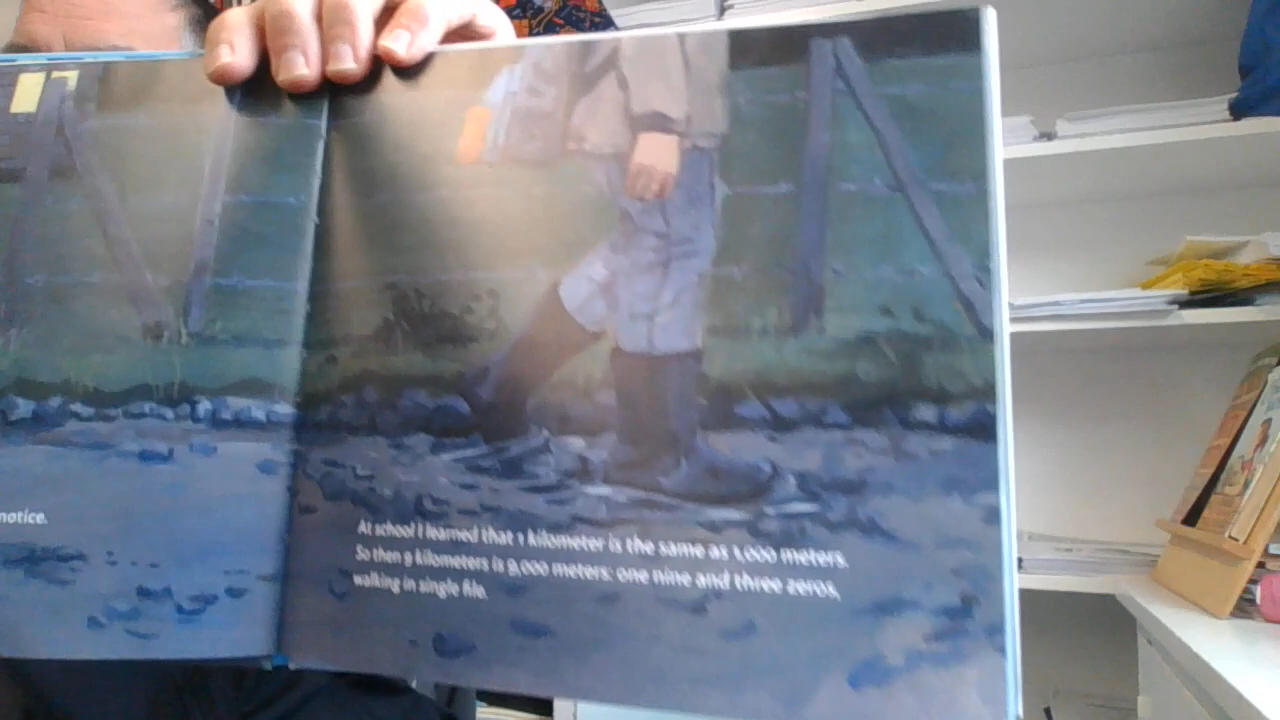 notice.
At school I learned that 1 kilometer is the same as 1,000 meters.
So then 9 kilometers is 9,000 meters: one nine and three zeros,
walking in single file.